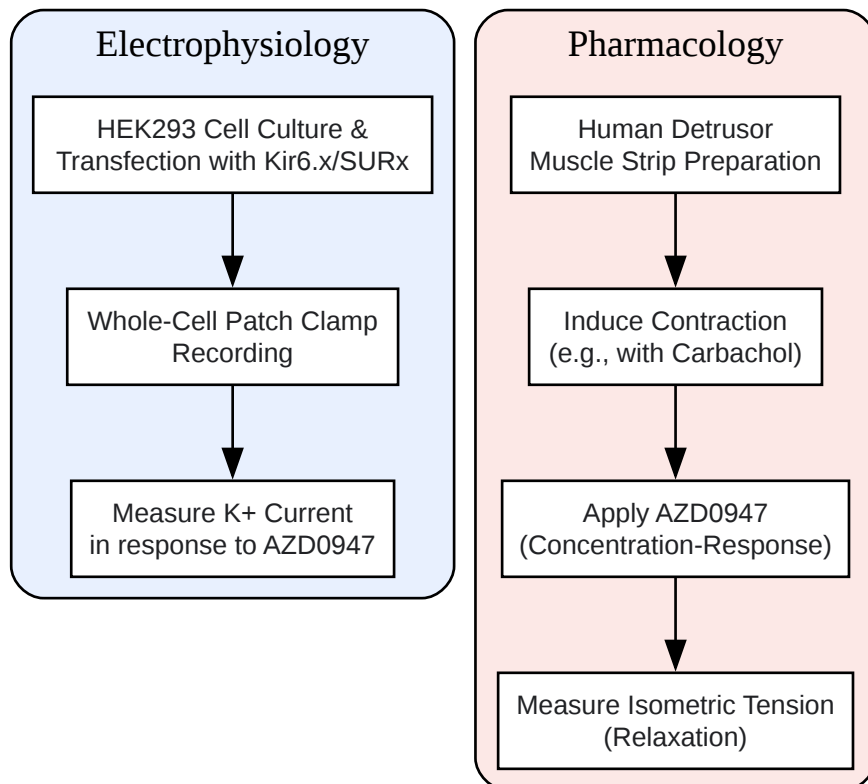 Electrophysiology
HEK293 Cell Culture &
Transfection with Kir6.x/SURx
Whole-Cell Patch Clamp
Recording
Measure K+ Current
in response to AZD0947
Pharmacology
Human Detrusor
Muscle Strip Preparation
Induce Contraction
(e.g., with Carbachol)
Apply AZD0947
(Concentration-Response)
Measure Isometric Tension
(Relaxation)